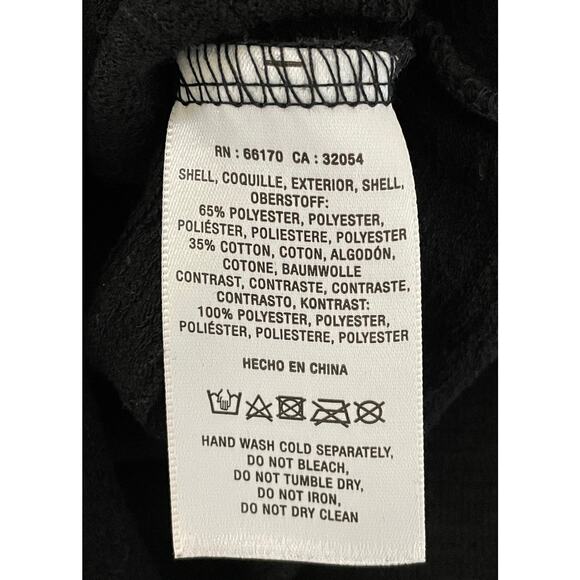 RN : 66170 CA : 32054
SHELL, COQUILLE, EXTERIOR, SHELL,
OBERSTOFF:
65% POLYESTER, POLYESTER,
POLIÉSTER, POLIESTERE, POLYESTER
35% COTTON, COTON, ALGODÓN,
COTONE, BAUMWOLLE
CONTRAST, CONTRASTE, CONTRASTE,
CONTRASTO, KONTRAST:
100% POLYESTER, POLYESTER,
POLIÉSTER, POLIESTERE, POLYESTER
HECHO EN CHINA
HAND WASH COLD SEPARATELY,
DO NOT BLEACH,
DO NOT TUMBLE DRY,
DO NOT IRON,
DO NOT DRY CLEAN